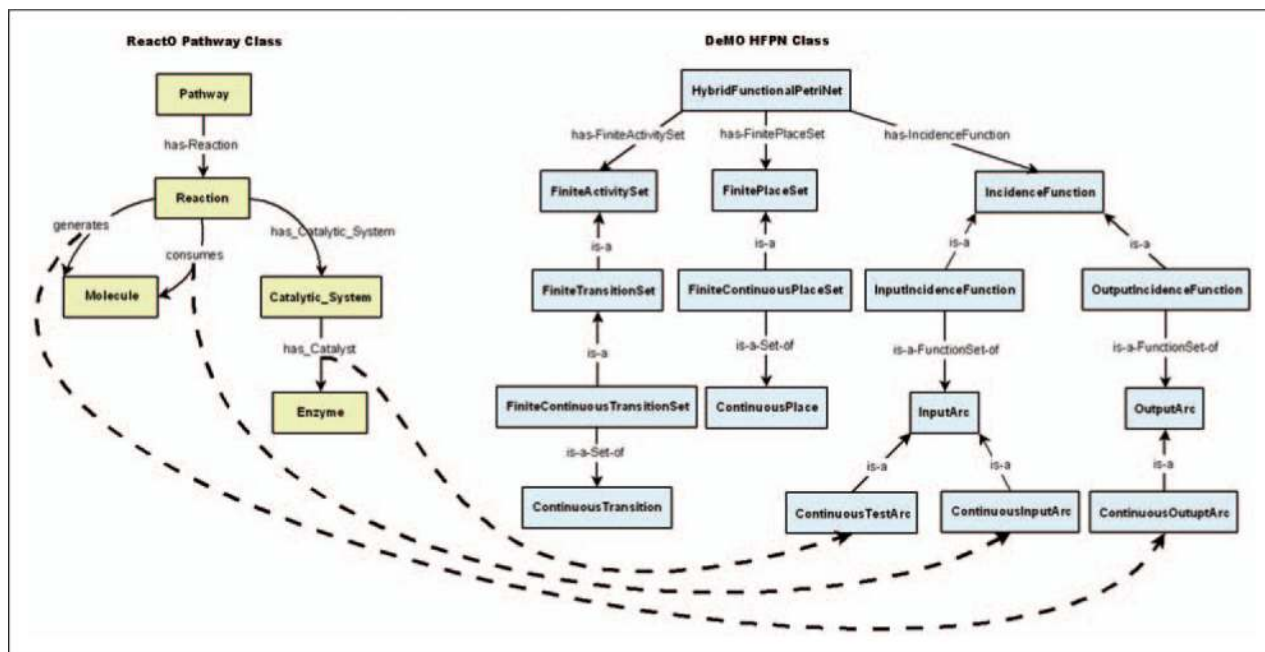 ReactO Pathway Class
DeMO HFPN Class
Pathway
HybridFunctionalPetriNet
has-Reaction
has-FiniteActivitySet
has-FinitePlaceSet
has-IncidenceFunction
Reaction
FiniteActivitySet
FinitePlaceSet
IncidenceFunction
generates
consumes
has_Catalytic_System
is-a
is-a
is-a
is-a
Molecule
Catalytic_System
FiniteTransitionSet
FiniteContinuousPlaceSet
InputIncidenceFunction
OutputIncidenceFunction
has_Catalyst
is-a
is-a-Set-of
is-a-FunctionSet-of
is-a-FunctionSet-of
Enzyme
FiniteContinuousTransitionSet
ContinuousPlace
InputArc
OutputArc
is-a-Set-of
is-a
is-a
is-a
ContinuousTransition
ContinuousTestArc
ContinuousInputArc
ContinuousOutuptArc